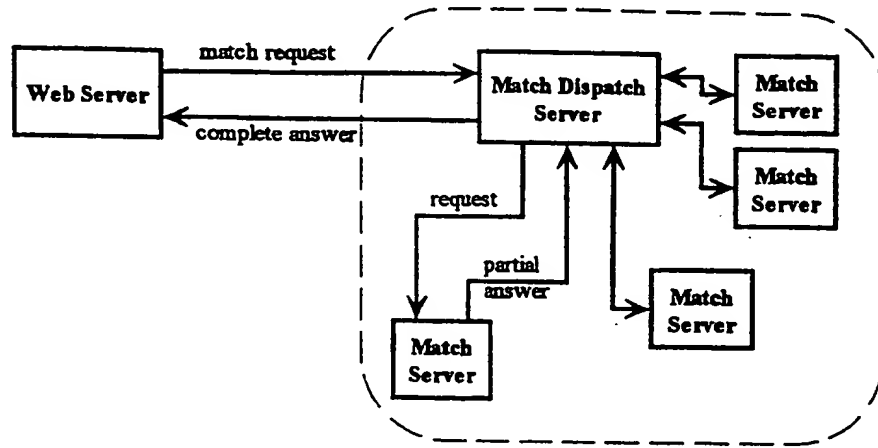 match request
Web Server
complete answer
Match Dispatch
Server
Match
Server
Match
Server
request
partial
answer
Match
Server
Match
Server